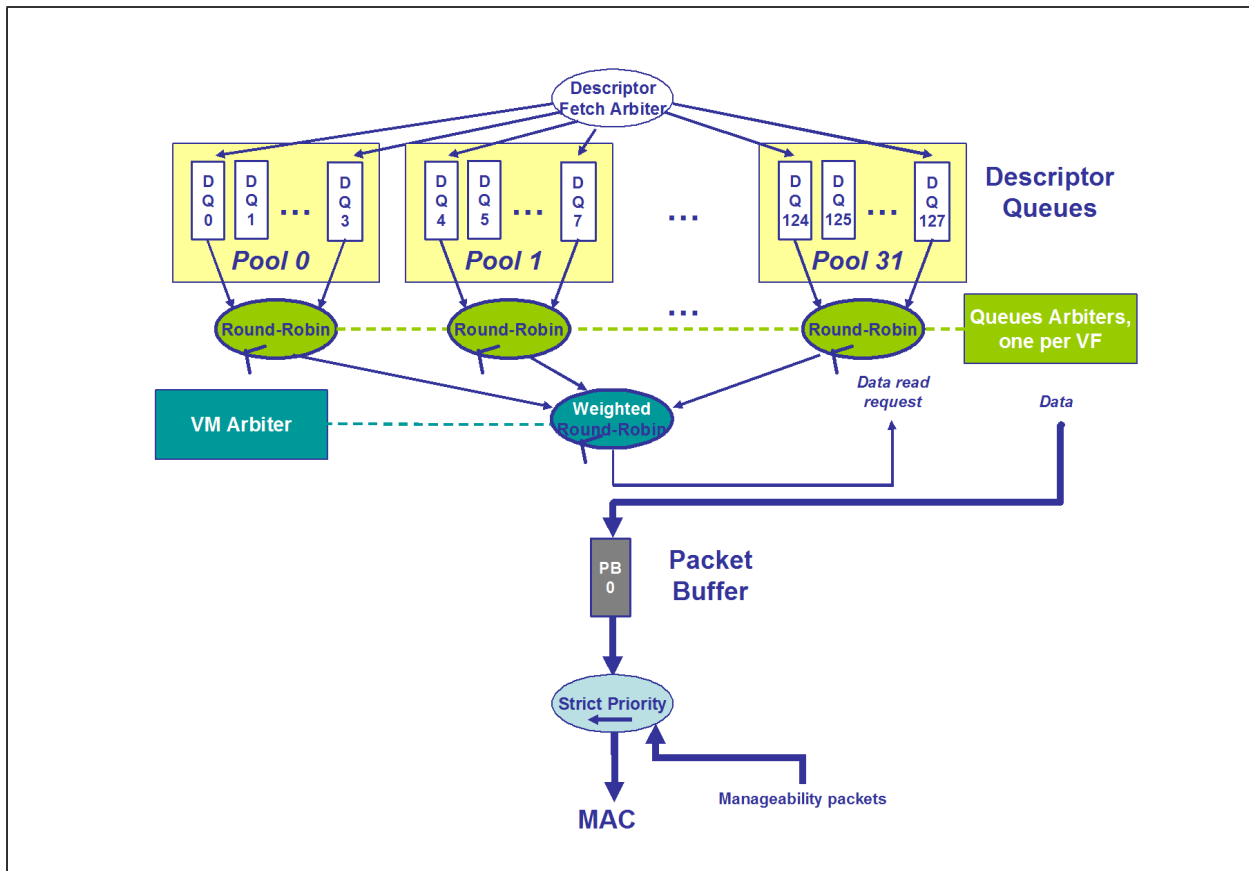 Descriptor
Fetch Arbiter
D Q 0
D Q 1
...
D Q 3
Pool 0
D Q 4
D Q 5
...
D Q 7
Pool 1
...
D Q 124
D Q 125
...
D Q 127
Pool 31
Descriptor
Queues
Round-Robin
Round-Robin
...
Round-Robin
Queues Arbiters,
one per VF
VM Arbiter
Weighted
Round-Robin
Data read
request
Data
PB
0
Packet
Buffer
Strict Priority
Manageability packets
MAC